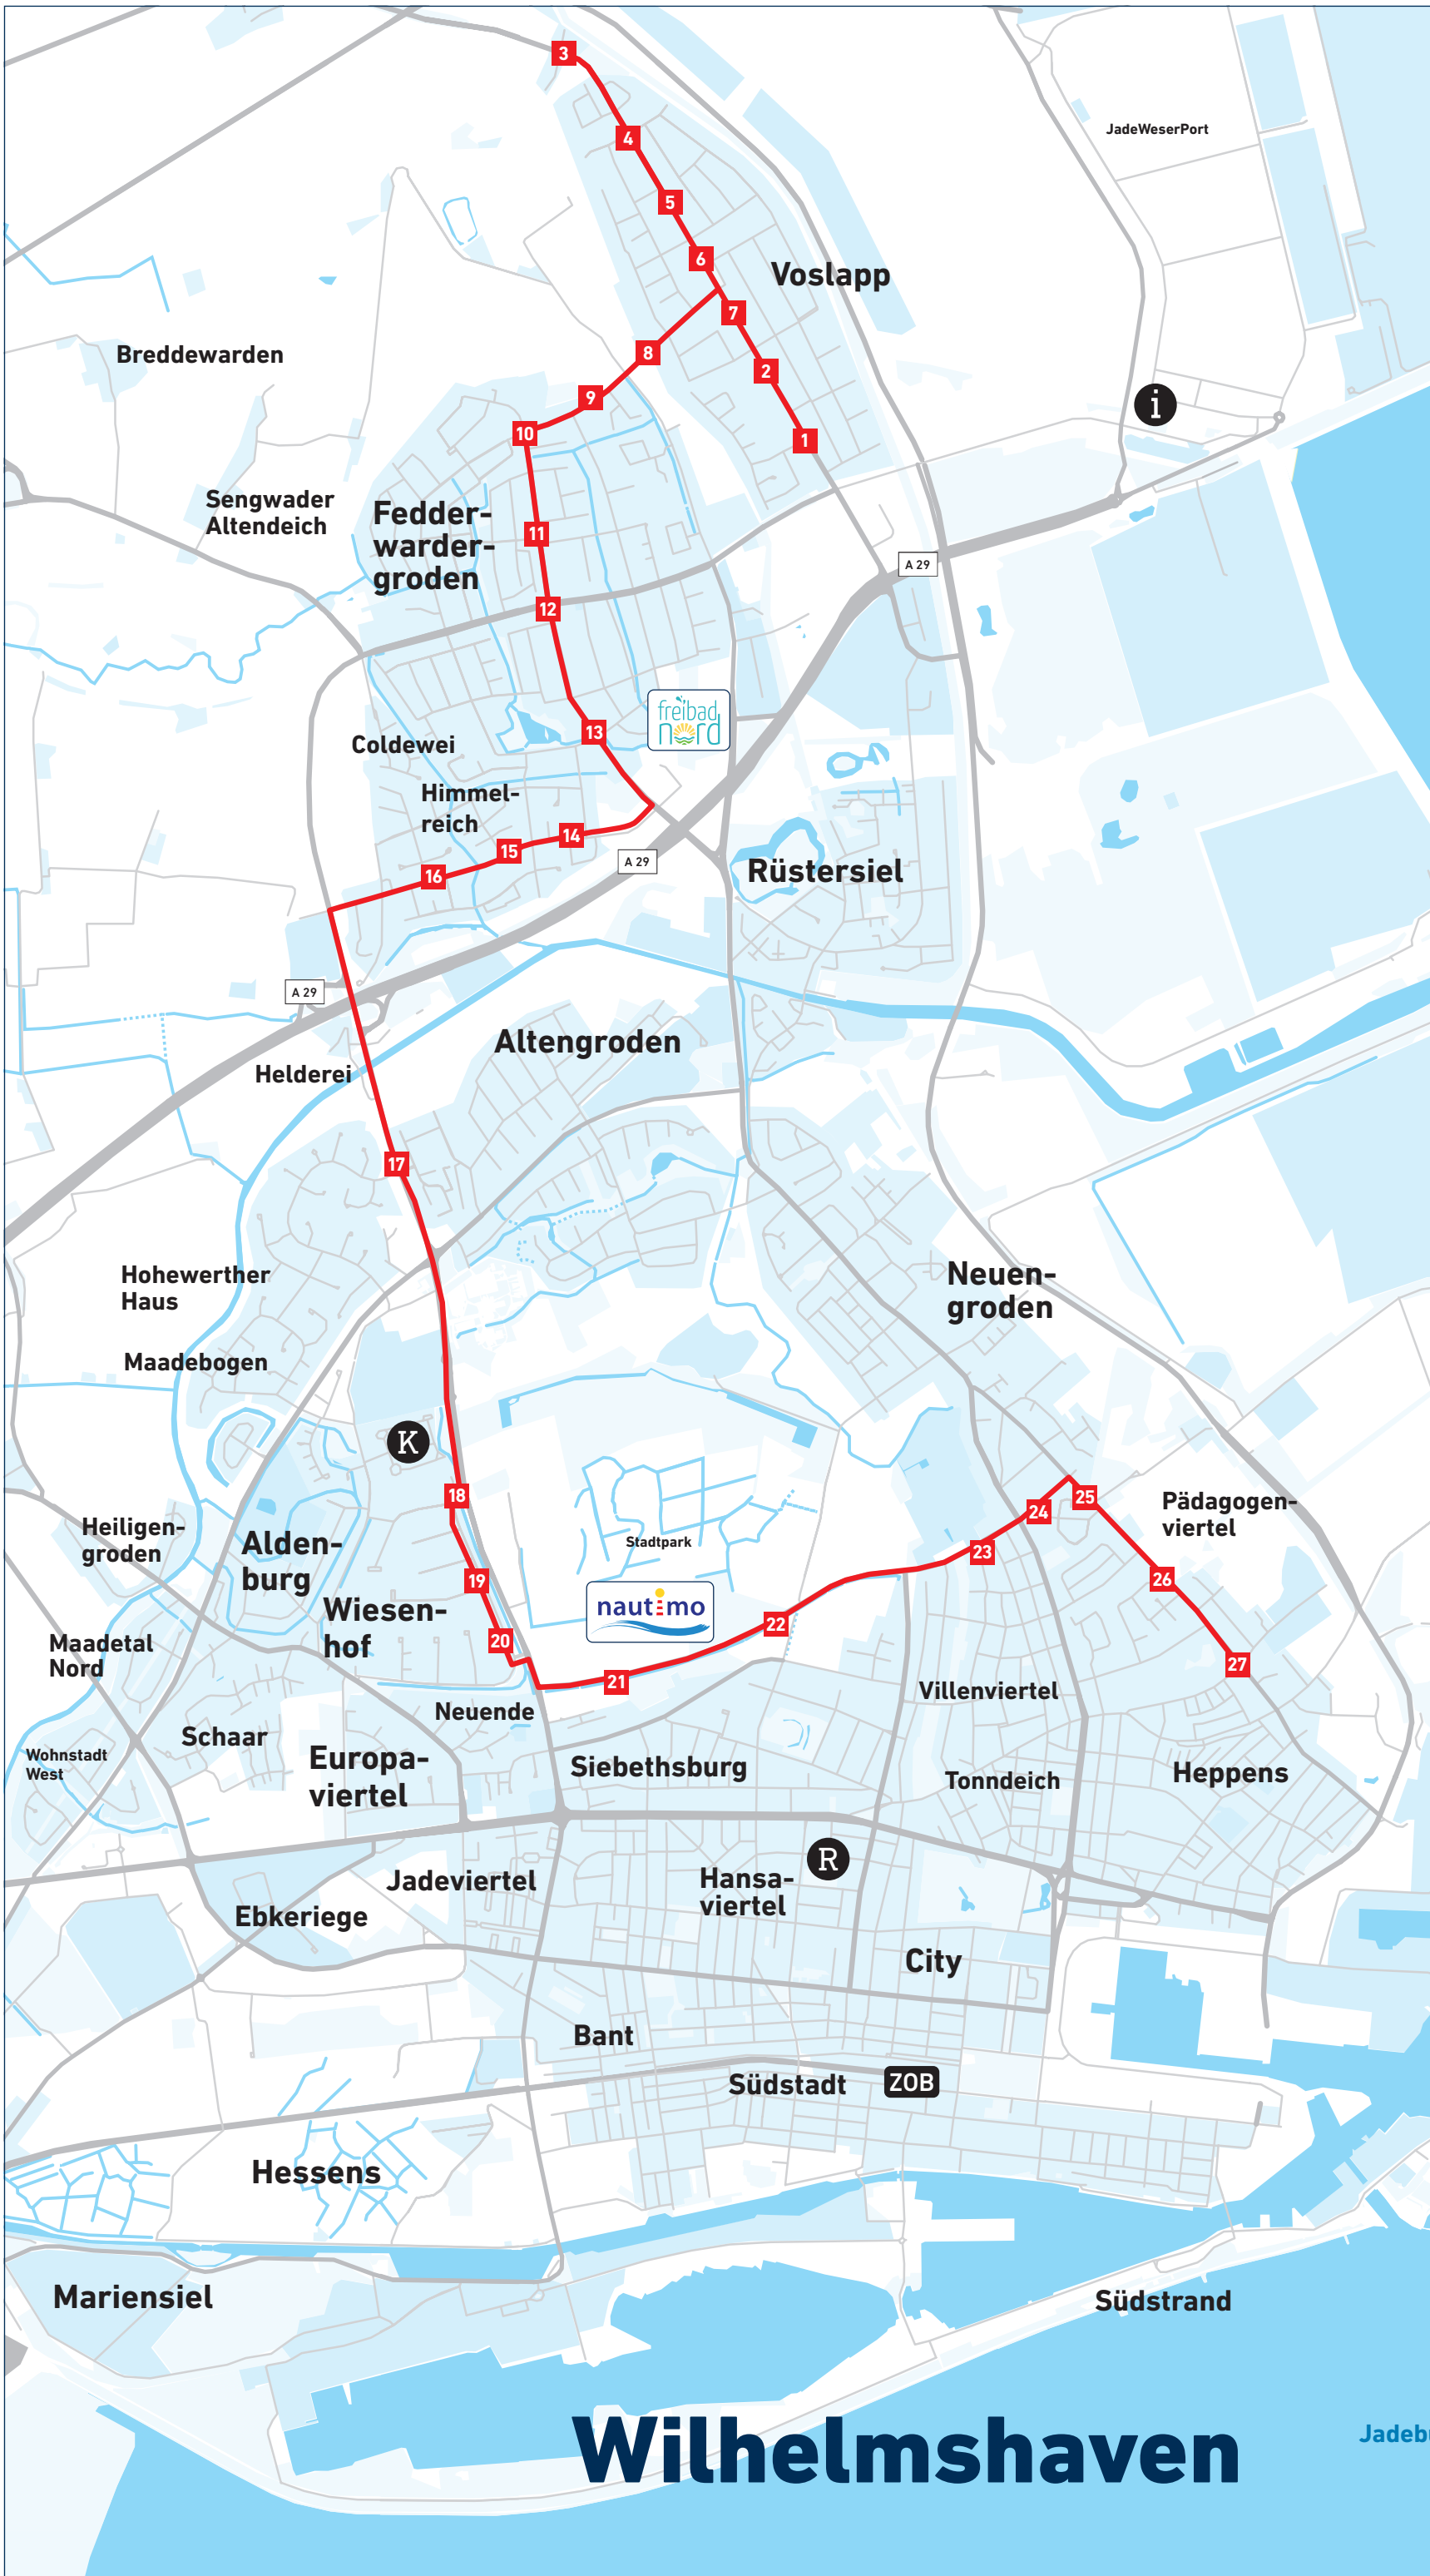 3
4
JadeWeserPort
5
6
Voslapp
7
Breddewarden
8
2
9
i
10
1
Sengwader
Altendeich
Fedder-
warder-
groden
11
A 29
12
freibad
nord
13
Coldewei
Himmel-
reich
14
15
A 29
16
Rüstersiel
A 29
Altengroden
Helderei
17
Hohewerther
Haus
Neuen-
groden
Maadebogen
K
18
25
24
Pädagogen-
viertel
Heiligen-
groden
Alden-
burg
Stadtpark
23
19
26
Wiesen-
hof
nautimo
22
20
Maadetal
Nord
27
21
Villenviertel
Neuende
Schaar
Wohnstadt
West
Europa-
viertel
Siebethsburg
Tonndeich
Heppens
R
Jadeviertel
Hansa-
viertel
Ebkeriege
City
Bant
Südstadt
ZOB
Hessens
Mariensiel
Südstrand
Wilhelmshaven